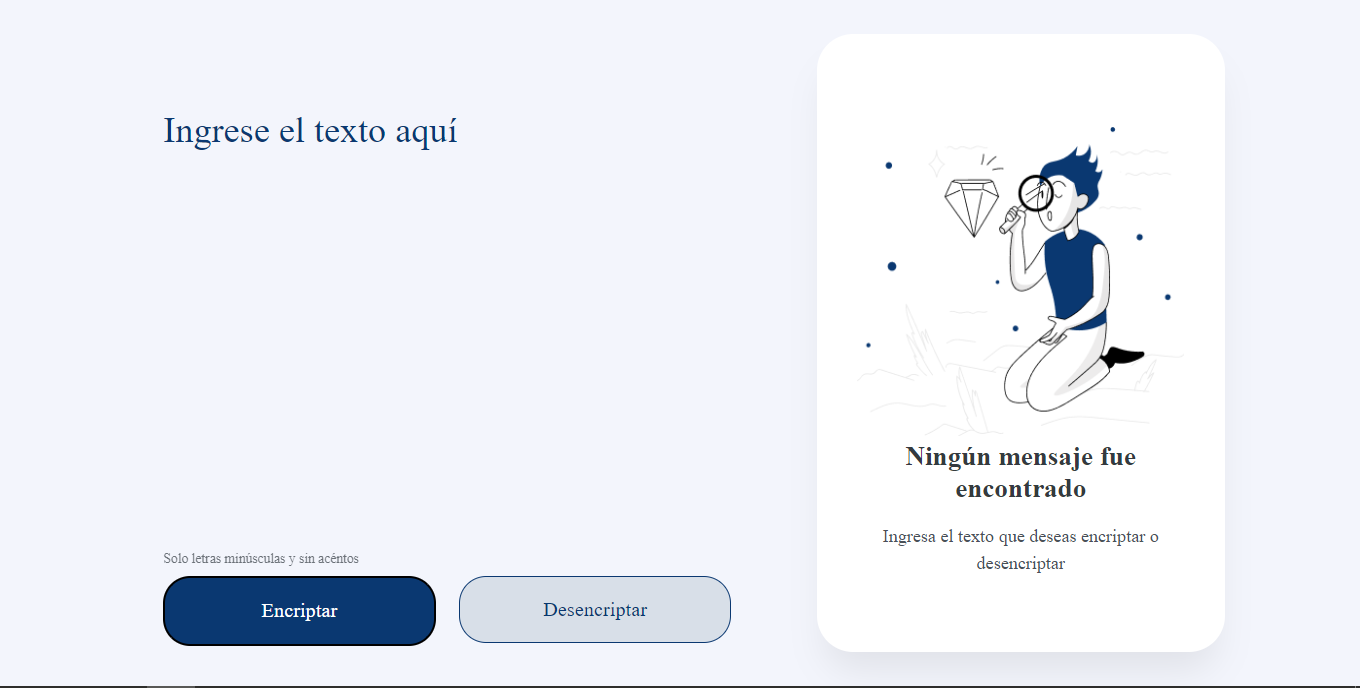 Ingrese el texto aquí
Solo letras minúsculas y sin acéntos
Encriptar
Desencriptar
Ningún mensaje fue
encontrado
Ingresa el texto que deseas encriptar o
desencriptar